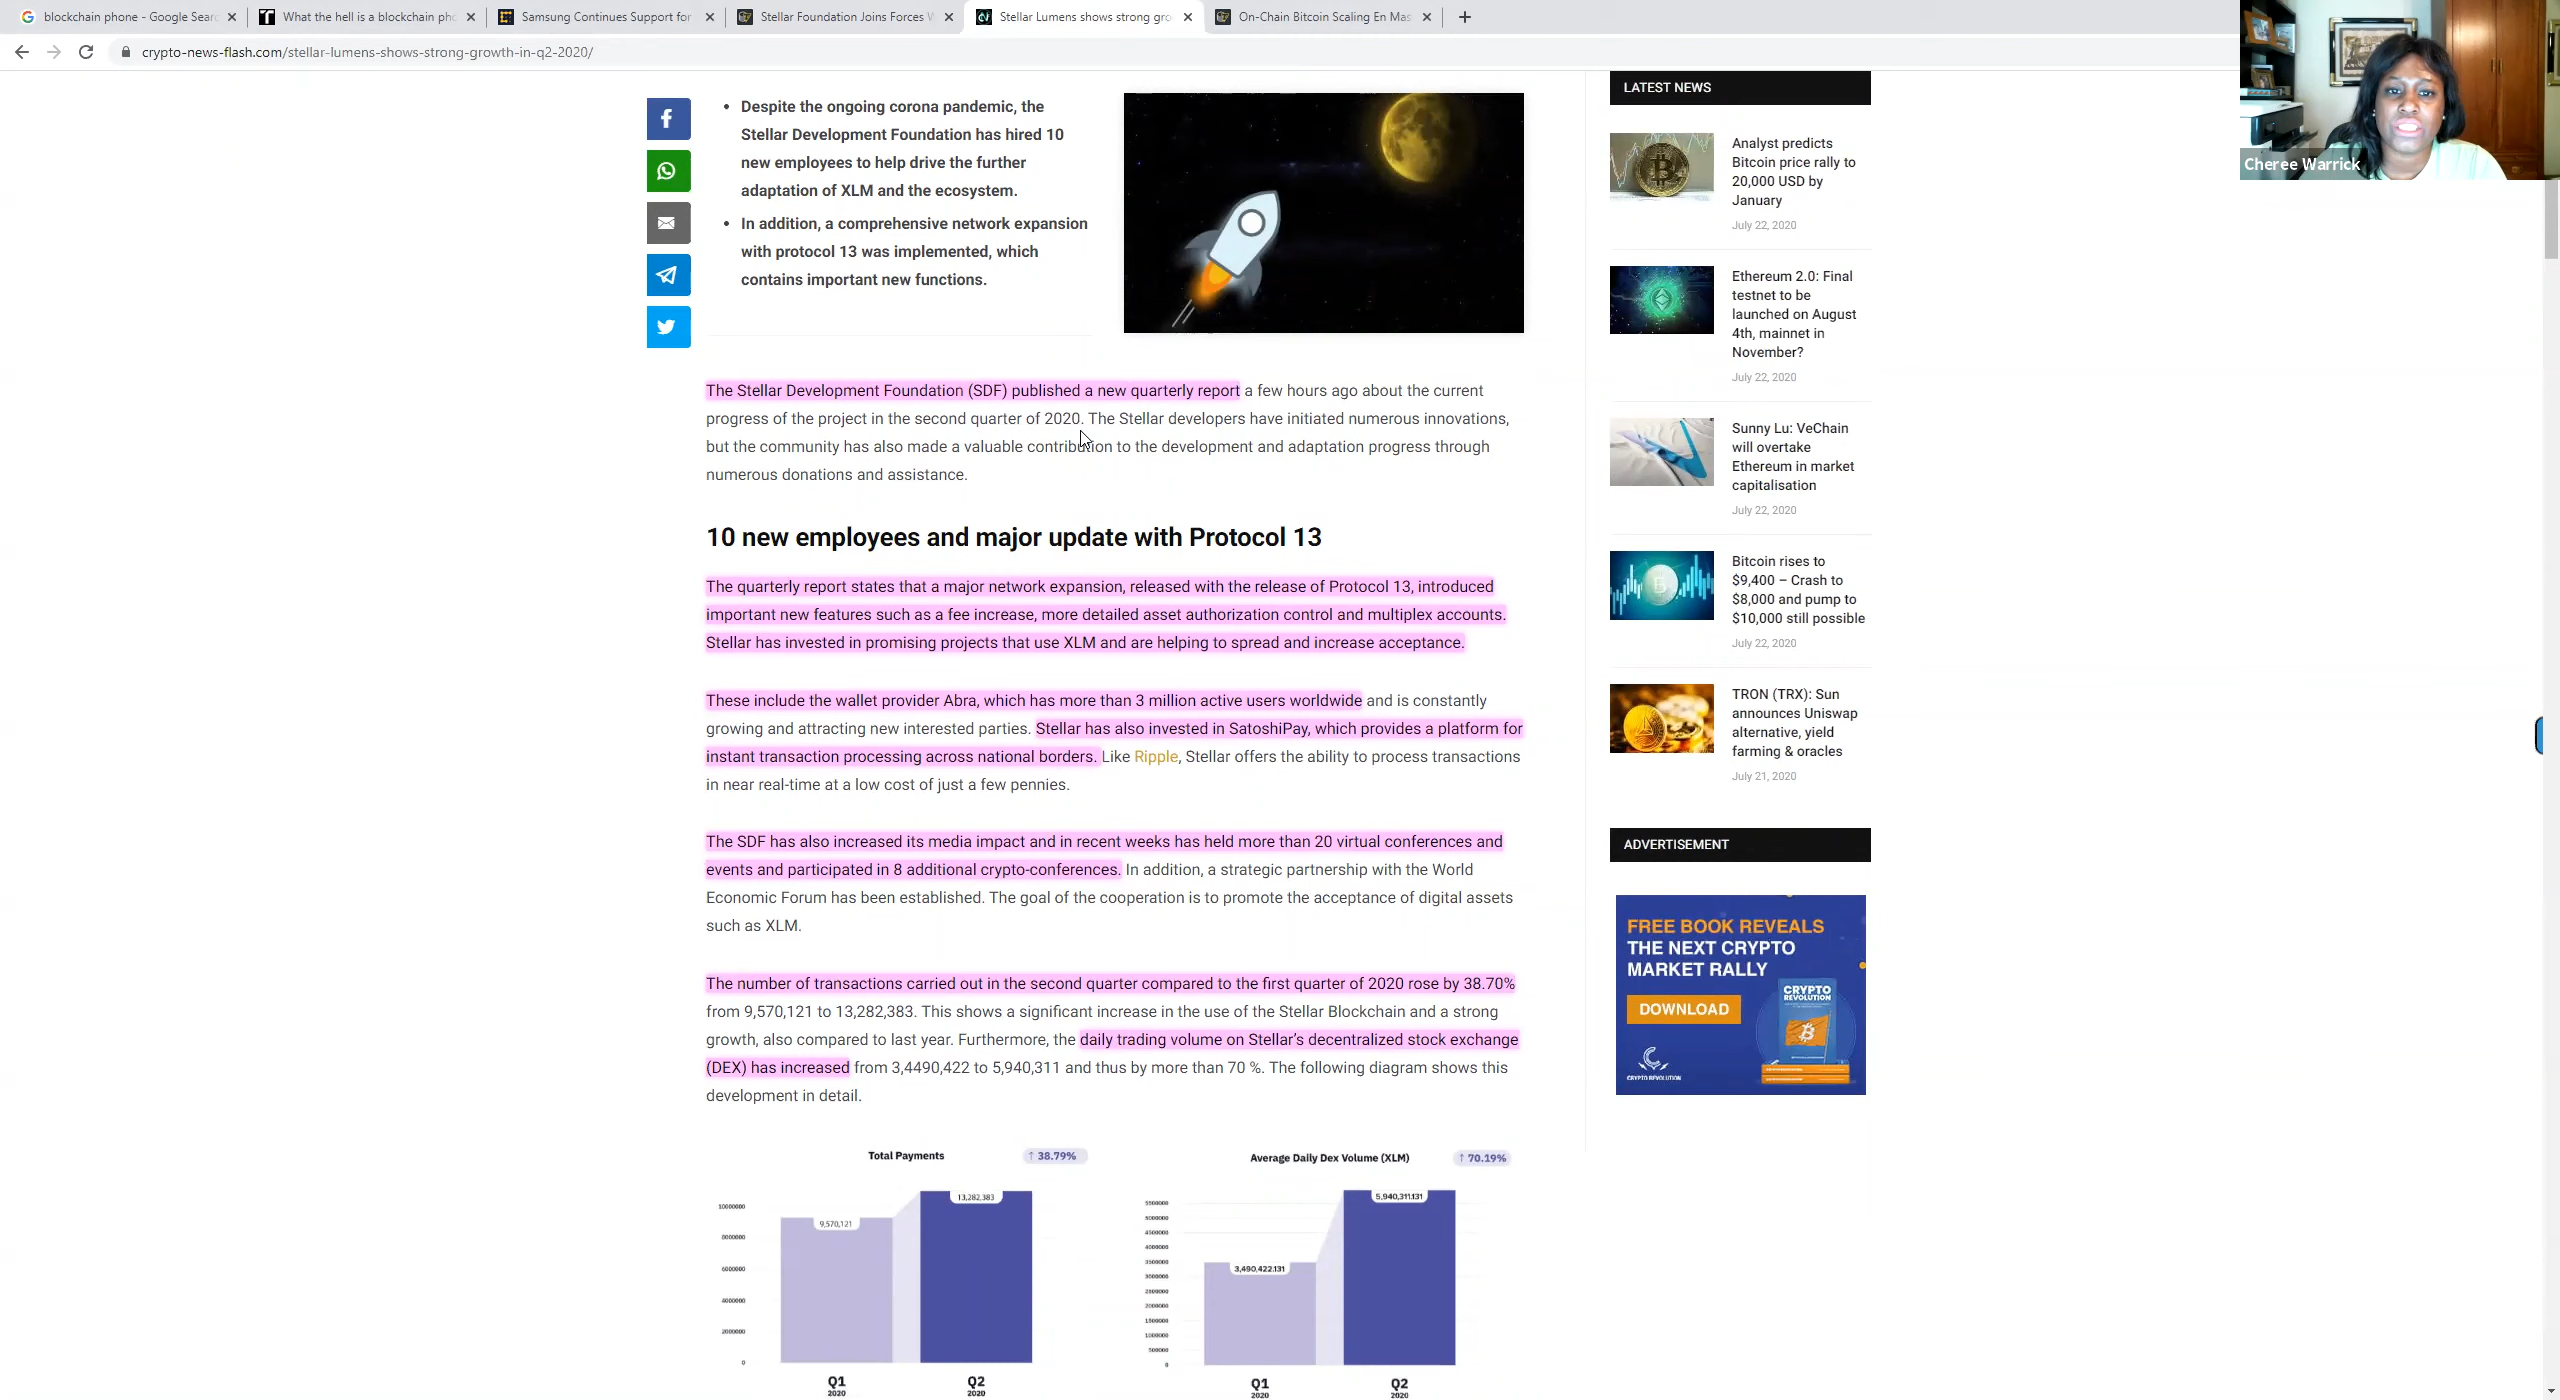 blockchain phone - Google Sear
What the hell is a blockchain pho
Samsung Continues Support for
Stellar Foundation Joins Forces W
Stellar Lumens shows strong gro
On-Chain Bitcoin Scaling En Mas
crypto-news-flash.com/stellar-lumens-shows-strong-growth-in-q2-2020/
Cheree Warrick
• Despite the ongoing corona pandemic, the
Stellar Development Foundation has hired 10
new employees to help drive the further
adaptation of XLM and the ecosystem.
• In addition, a comprehensive network expansion
with protocol 13 was implemented, which
contains important new functions.
The Stellar Development Foundation (SDF) published a new quarterly report a few hours ago about the current
progress of the project in the second quarter of 2020. The Stellar developers have initiated numerous innovations,
but the community has also made a valuable contribution to the development and adaptation progress through
numerous donations and assistance.
10 new employees and major update with Protocol 13
The quarterly report states that a major network expansion, released with the release of Protocol 13, introduced
important new features such as a fee increase, more detailed asset authorization control and multiplex accounts.
Stellar has invested in promising projects that use XLM and are helping to spread and increase acceptance.
These include the wallet provider Abra, which has more than 3 million active users worldwide and is constantly
growing and attracting new interested parties. Stellar has also invested in SatoshiPay, which provides a platform for
instant transaction processing across national borders. Like Ripple, Stellar offers the ability to process transactions
in near real-time at a low cost of just a few pennies.
The SDF has also increased its media impact and in recent weeks has held more than 20 virtual conferences and
events and participated in 8 additional crypto-conferences. In addition, a strategic partnership with the World
Economic Forum has been established. The goal of the cooperation is to promote the acceptance of digital assets
such as XLM.
The number of transactions carried out in the second quarter compared to the first quarter of 2020 rose by 38.70%
from 9,570,121 to 13,282,383. This shows a significant increase in the use of the Stellar Blockchain and a strong
growth, also compared to last year. Furthermore, the daily trading volume on Stellar's decentralized stock exchange
(DEX) has increased from 3,4490,422 to 5,940,311 and thus by more than 70 %. The following diagram shows this
development in detail.
Total Payments
↑ 38.79%
10000000
8000000
6000000
4000000
2000000
0
9,570,121
13,282,383
Q1
2020
Q2
2020
Average Daily Dex Volume (XLM)
↑ 70.19%
5500000
5000000
4500000
4000000
3500000
3000000
2500000
2000000
1500000
1000000
500000
0
3,490,422.131
5,940,311.131
Q1
2020
Q2
2020
LATEST NEWS
Analyst predicts
Bitcoin price rally to
20,000 USD by
January
July 22, 2020
Ethereum 2.0: Final
testnet to be
launched on August
4th, mainnet in
November?
July 22, 2020
Sunny Lu: VeChain
will overtake
Ethereum in market
capitalisation
July 22, 2020
Bitcoin rises to
$9,400 – Crash to
$8,000 and pump to
$10,000 still possible
July 22, 2020
TRON (TRX): Sun
announces Uniswap
alternative, yield
farming & oracles
July 21, 2020
ADVERTISEMENT
FREE BOOK REVEALS
THE NEXT CRYPTO
MARKET RALLY
DOWNLOAD
CRYPTO
REVOLUTION
CRYPTO REVOLUTION